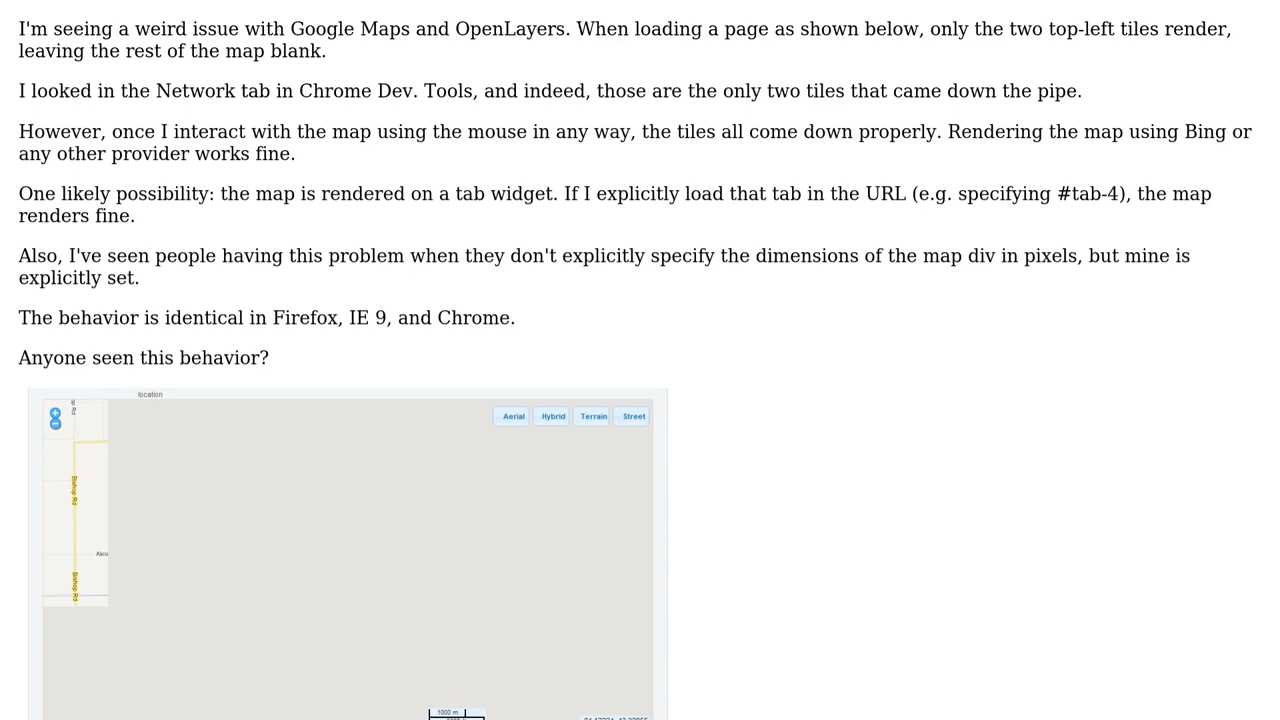 I'm seeing a weird issue with Google Maps and OpenLayers. When loading a page as shown below, only the two top-left tiles render,
leaving the rest of the map blank.
I looked in the Network tab in Chrome Dev. Tools, and indeed, those are the only two tiles that came down the pipe.
However, once I interact with the map using the mouse in any way, the tiles all come down properly. Rendering the map using Bing or
any other provider works fine.
One likely possibility: the map is rendered on a tab widget. If I explicitly load that tab in the URL (e.g. specifying #tab-4), the map
renders fine.
Also, I've seen people having this problem when they don't explicitly specify the dimensions of the map div in pixels, but mine is
explicitly set.
The behavior is identical in Firefox, IE 9, and Chrome.
Anyone seen this behavior?
location
Rd
Aerial Hybrid Terrain Street
Bishop Rd
Bishop Rd
1000 m